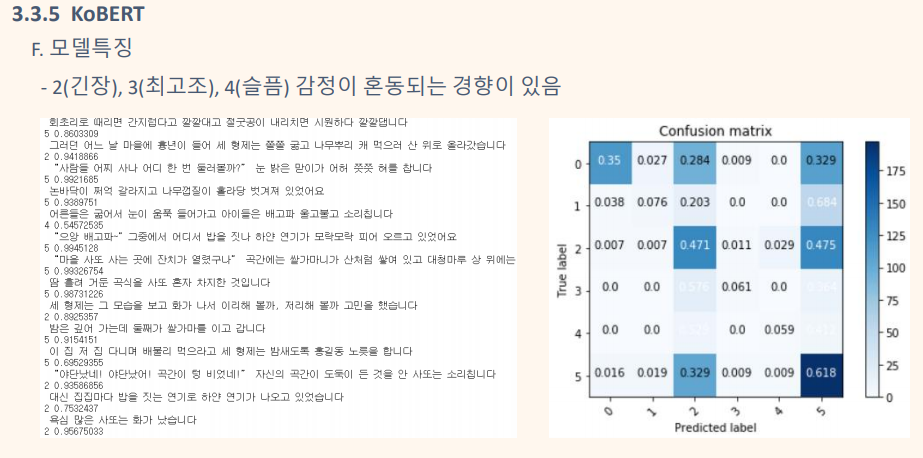 3.3.5 KoBERT
F. 모델특징
- 2(긴장), 3(최고조), 4(슬픔) 감정이 혼동되는 경향이 있음
회초리로 때리면 간지럽다고 깔깔대고 절굿공이 내리치면 시원하다 깔깔댑니다
5 0.8603309
그러던 어느 날 마을에 흉년이 들어 세 형제는 쫄쫄 굶고 나무뿌리 캐 먹으러 산 위로 올라갔습니다
2 0.9418866
"사람들 어찌 사나 어디 한 번 둘러볼까?" 눈 밝은 맏이가 어허 쯧쯧 혀를 찹니다
5 0.9921685
논바닥이 쩌억 갈라지고 나무껍질이 홀라당 벗겨져 있었어요
5 0.9389751
어른들은 굶어서 눈이 움푹 들어가고 아이들은 배고파 울고불고 소리칩니다
4 0.54572535
"으앙 배고파~" 그중에서 어디서 밥을 짓나 하얀 연기가 모락모락 피어 오르고 있었어요
5 0.9945128
"마을 사또 사는 곳에 잔치가 열렸구나" 곡간에는 쌀가마니가 산처럼 쌓여 있고 대청마루 상 위에는
5 0.99326754
땀 흘려 거둔 곡식을 사또 혼자 차지한 것입니다
5 0.98731226
세 형제는 그 모습을 보고 화가 나서 이리해 볼까, 저리해 볼까 고민을 했습니다
2 0.8925357
밤은 깊어 가는데 둘째가 쌀가마를 이고 갑니다
5 0.9154151
이 집 저 집 다니며 배불리 먹으라고 세 형제는 밤새도록 홍길동 노릇을 합니다
5 0.69529355
"야단났네! 야단났어! 곡간이 텅 비었네!" 자신의 곡간이 도둑이 든 것을 안 사또는 소리칩니다
2 0.93586856
대신 집집마다 밥을 짓는 연기로 하얀 연기가 나오고 있었습니다
2 0.7532437
욕심 많은 사또는 화가 났습니다
2 0.95675033
Confusion matrix
0 0.35 0.027 0.284 0.009 0.0 0.329
1 0.038 0.076 0.203 0.0 0.0 0.684
2 0.007 0.007 0.471 0.011 0.029 0.475
3 0.0 0.0 0.576 0.061 0.0 0.364
4 0.0 0.0 0.059
5 0.016 0.019 0.329 0.009 0.009 0.618
0 1 2 3 4 5
True label
Predicted label
175
150
125
100
75
50
25
0